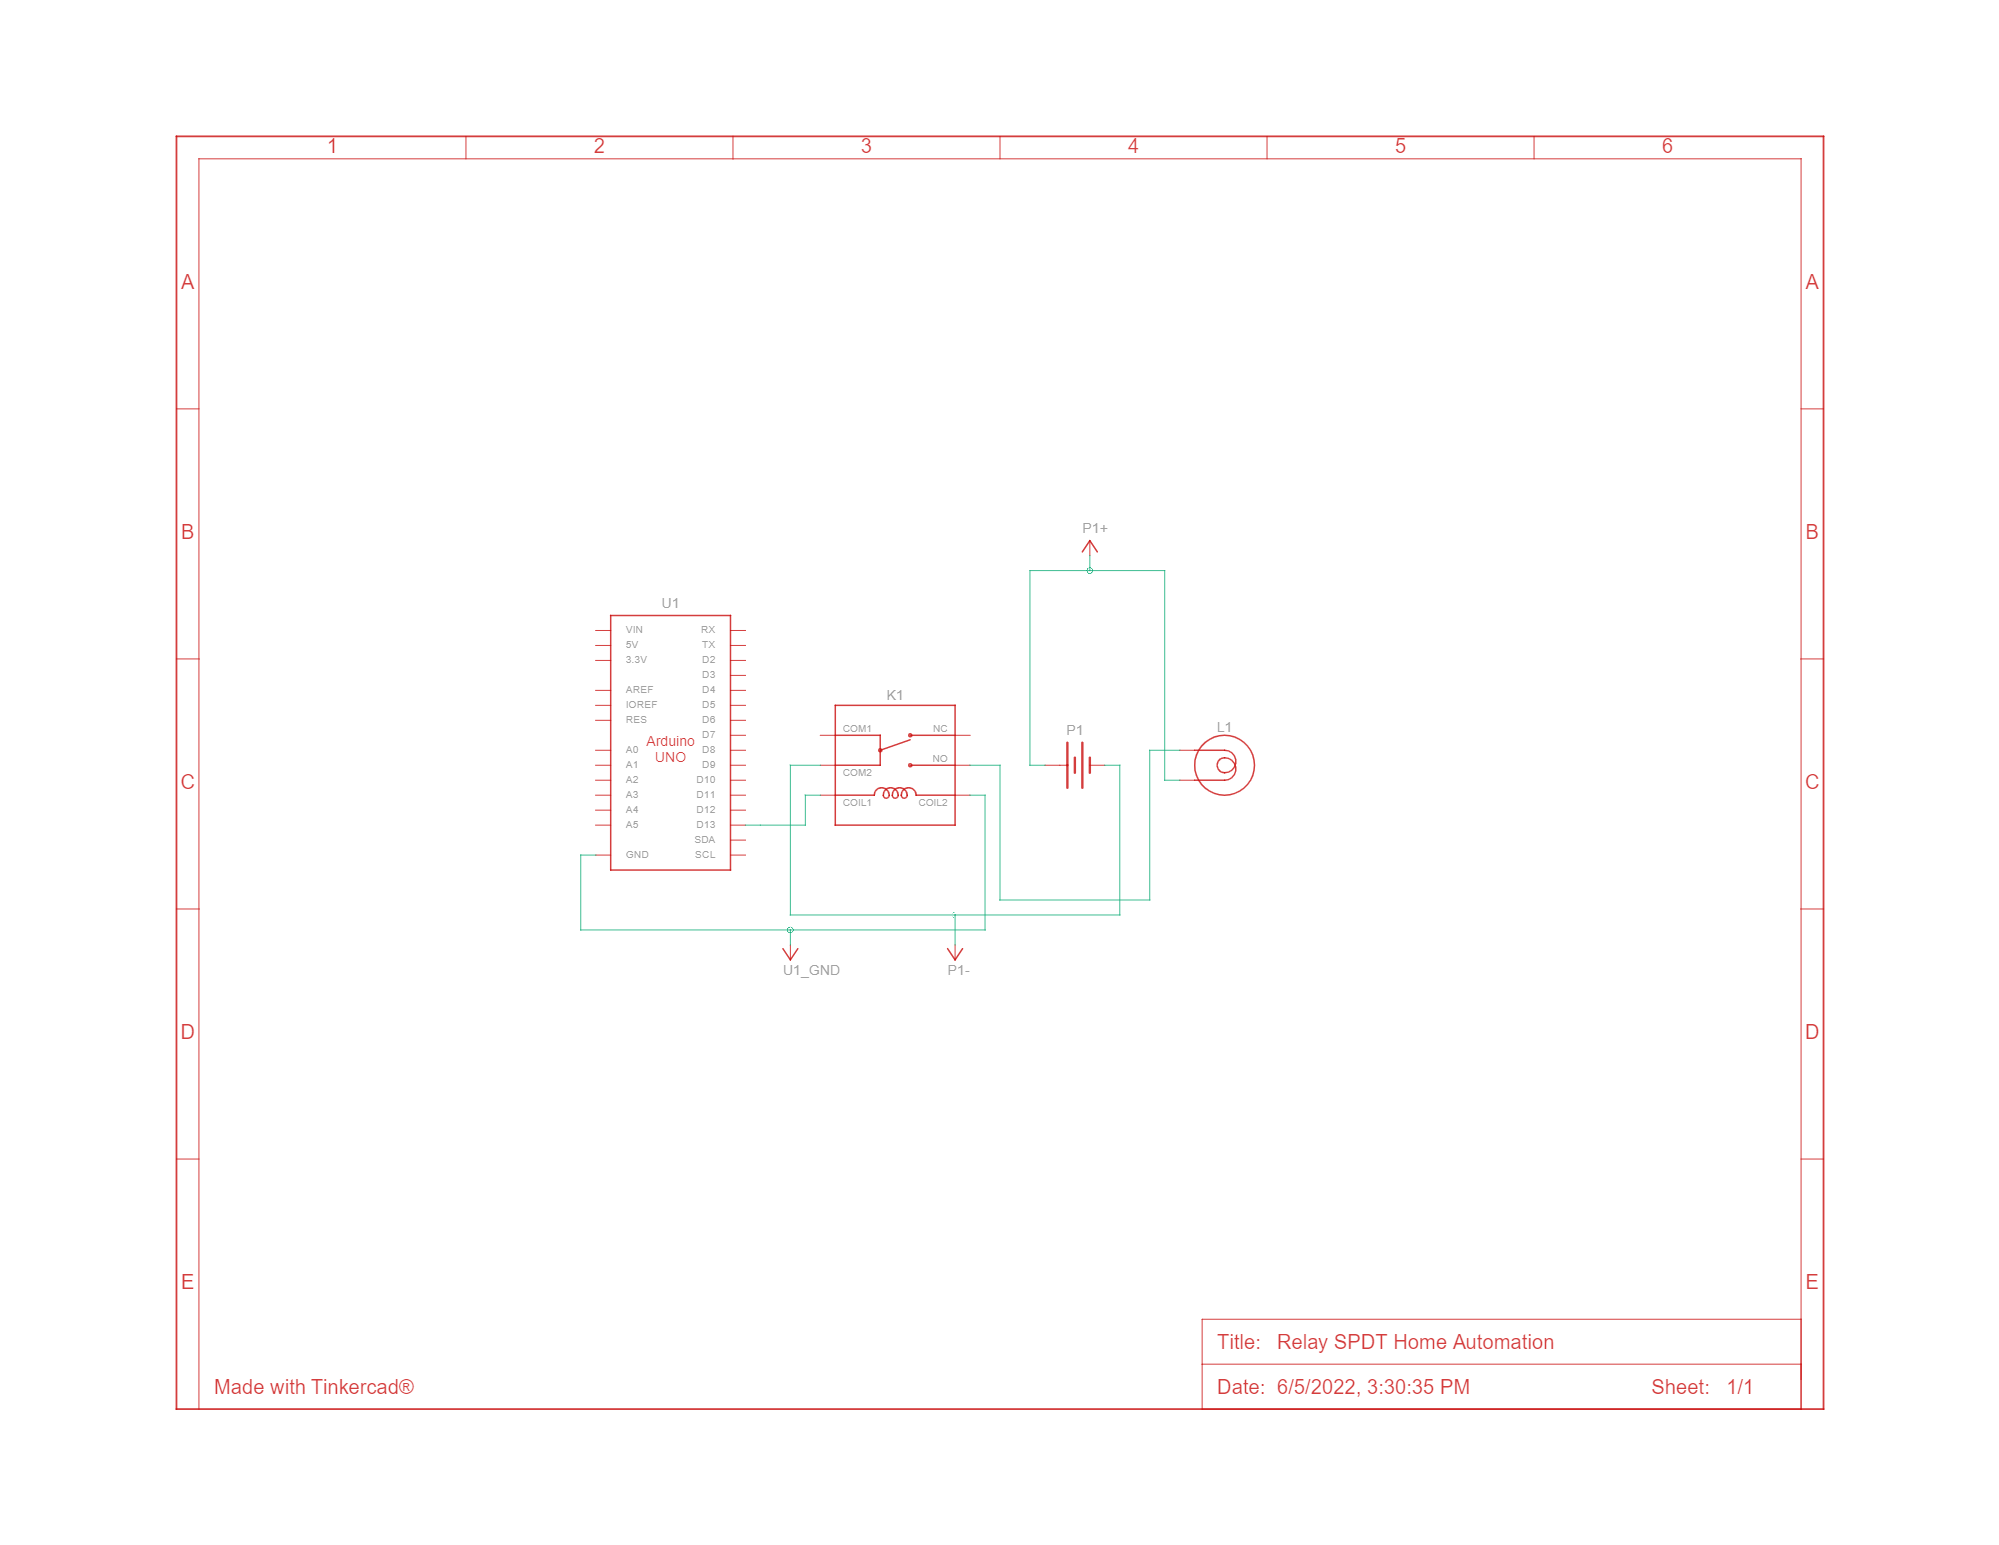 1 2 3 4 5 6
A A
B B
P1+
U1
VIN RX
5V TX
3.3V D2
D3
AREF D4
IOREF D5
RES D6
D7
Arduino
UNO
A0 D8
A1 D9
A2 D10
A3 D11
A4 D12
A5 D13
SDA
GND SCL
K1
COM1 NC
NO
COM2
COIL1 COIL2
P1
L1
C C
U1_GND P1-
D D
E E
Title: Relay SPDT Home Automation
Made with Tinkercad®
Date: 6/5/2022, 3:30:35 PM Sheet: 1/1